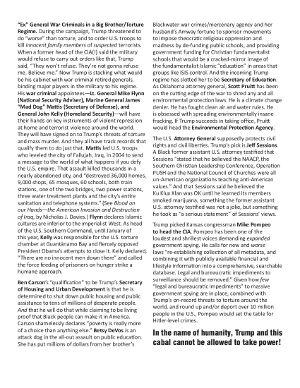 "Ex" General War Criminals in a Big Brother/Torture
Regime. During the campaign, Trump threatened to
do "worse" than torture, and to order U.S. troops to
kill innocent family members of suspected terrorists.
When a former head of the CIA(!) said the military
would refuse to carry out orders like that, Trump
said, "They won't refuse. They're not gonna refuse
me. Believe me." Now Trump is stacking what would
be his cabinet with war criminal retired generals,
binding major players in the military to his regime.
His war criminal appointees—Lt. General Mike Flynn
(National Security Adviser), Marine General James
"Mad Dog" Mattis (Secretary of Defense), and
General John Kelly (Homeland Security)—will have
their hands on key instruments of violent repression
at home and terrorist violence around the world.
They will have signed on to Trump's threats of torture
and mass murder. And they all have track records that
qualify them to do just that. Mattis led U.S. troops
who leveled the city of Fallujah, Iraq, in 2004 to send
a message to the world of what happens if you defy
the U.S. empire. That assault killed thousands in a
nearly abandoned city, and "destroyed 36,000 homes,
9,000 shops, 65 mosques, 60 schools, both train
stations, one of the two bridges, two power stations,
three water treatment plants and the city's entire
sanitation and telephone systems." (See Blood on
our Hands—the American Invasion and Destruction
of Iraq, by Nicholas J. Davies.) Flynn declares Islamic
cultures are inferior to the imperialist West. As head
of the U.S. Southern Command, until January of
this year, Kelly was responsible for the U.S. torture
chamber at Guantánamo Bay and fiercely opposed
President Obama's attempts to close it. Kelly declares
"There are no innocent men down there" and called
the force feeding of prisoners on hunger strike a
humane approach.
Ben Carson's "qualification" to be Trump's Secretary
of Housing and Urban Development is that he is
determined to shut down public housing and public
assistance to tens of millions of desperate people.
And that he will do that while claiming to be living
proof that Black people can make it in America.
Carson shamelessly declares "poverty is really more
of a choice than anything else." Betsy DeVos is an
attack dog in the all-out assault on public education.
She has put millions of dollars from her brother's
Blackwater war crimes/mercenary agency and her
husband's Amway fortune to sponsor movements
to impose theocratic religious oppression and
madness by de-funding public schools, and providing
government funding for Christian fundamentalist
schools that would be a cracked-mirror image of
the fundamentalist Islamic "education" in areas that
groups like ISIS control. And the incoming Trump
regime has slotted her to be Secretary of Education.
As Oklahoma attorney general, Scott Pruitt has been
on the cutting edge of the war to shred any and all
environmental protection laws. He is a climate change
denier. He has fought clean air and water rules. He
is obsessed with spreading environmentally insane
fracking. If Trump succeeds in taking office, Pruitt
would head the Environmental Protection Agency.
The U.S. Attorney General supposedly protects civil
rights and civil liberties. Trump's pick is Jeff Sessions.
A Black former assistant U.S. attorney testified that
Sessions "stated that he believed the NAACP, the
Southern Christian Leadership Conference, Operation
PUSH and the National Council of Churches were all
un-American organizations teaching anti-American
values." And that Sessions said he believed the
Ku Klux Klan was OK until he learned its members
smoked marijuana, something the former assistant
U.S. attorney testified was not a joke, but something
he took as "a serious statement" of Sessions' views.
Trump picked Kansas congressman Mike Pompeo
to head the CIA. Pompeo has been one of the
loudest and shrillest voices demanding expanded
government spying. He calls for new and worse
spys "re-establishing collection of all metadata, and
combining it with publicly available financial and
lifestyle information into a comprehensive, searchable
database. Legal and bureaucratic impediments to
surveillance should be removed." Given how few
"legal and bureaucratic impediments" to massive
government spying are in place, combined with
Trump's on-record threats to torture around the
world, and round up and/or deport over 10 million
people in the U.S., Pompeo would set the table for
Hitler-level crimes.
In the name of humanity, Trump and this
cabal cannot be allowed to take power!